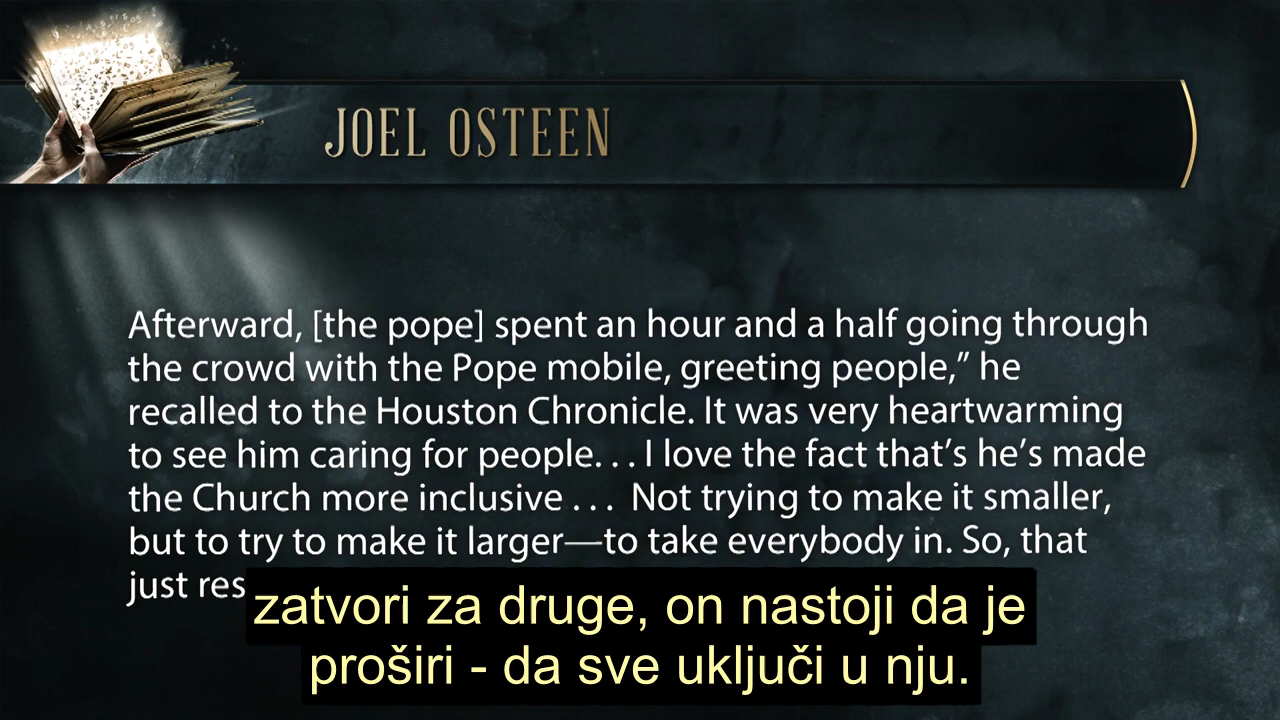 JOEL OSTEEN
Afterward, [the pope] spent an hour and a half going through
the crowd with the Pope mobile, greeting people,” he
recalled to the Houston Chronicle. It was very heartwarming
to see him caring for people. . . I love the fact that’s he’s made
the Church more inclusive . . . Not trying to make it smaller,
but to try to make it larger—to take everybody in. So, that
just
zatvori za druge, on nastoji da je
proširi - da sve uključi u nju.